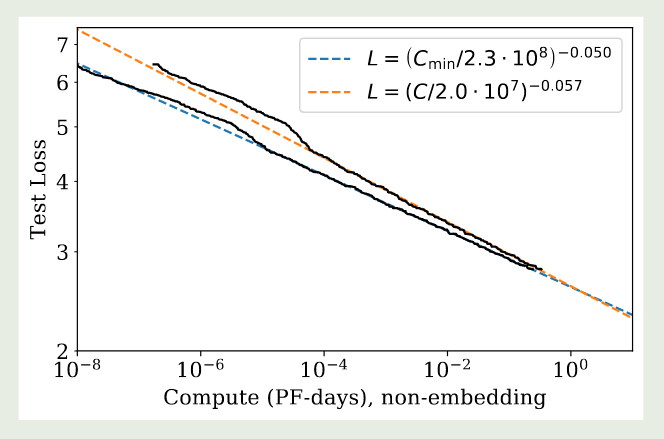 7
6
5
4
3
2
Test Loss
L = (C_min/2.3 · 10^8)^−0.050
L = (C/2.0 · 10^7)^−0.057
10^−8 10^−6 10^−4 10^−2 10^0
Compute (PF-days), non-embedding